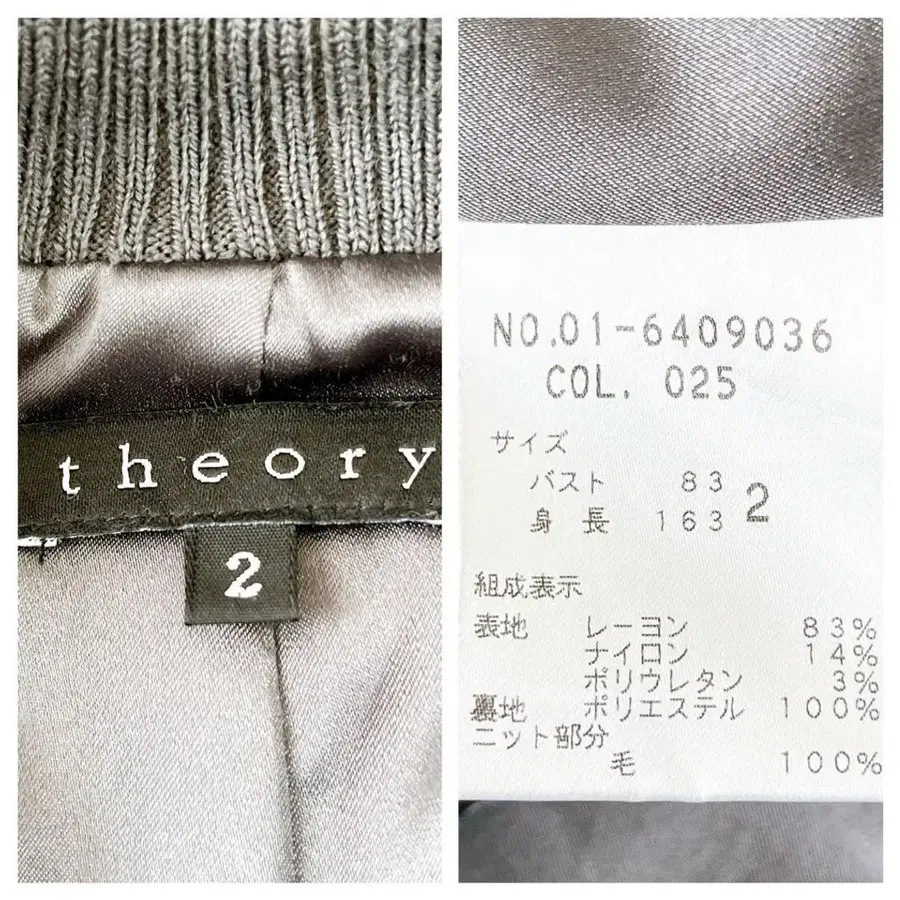 theory
2
NO.01-6409036
COL. 025
サイズ
バスト 83
身長 163 2
組成表示
表地 レーヨン 83%
ナイロン 14%
ポリウレタン 3%
裏地 ポリエステル 100%
ニット部分
毛 100%